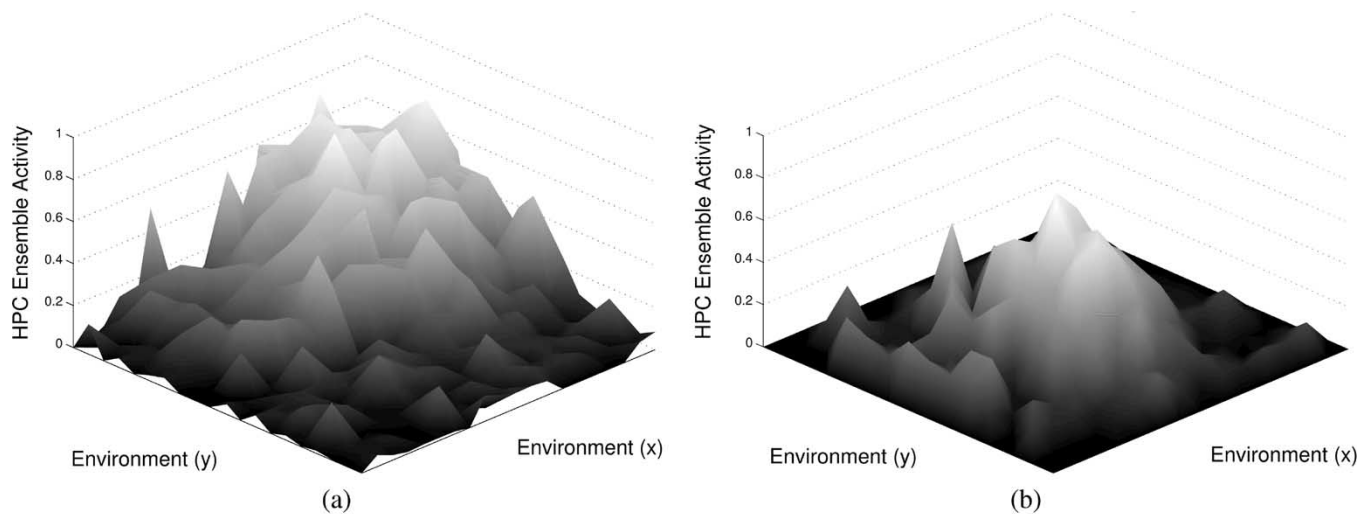 HPC Ensemble Activity
1
0.8
0.6
0.4
0.2
0
Environment (y)
Environment (x)
(a)
HPC Ensemble Activity
1
0.8
0.6
0.4
0.2
0
Environment (y)
Environment (x)
(b)